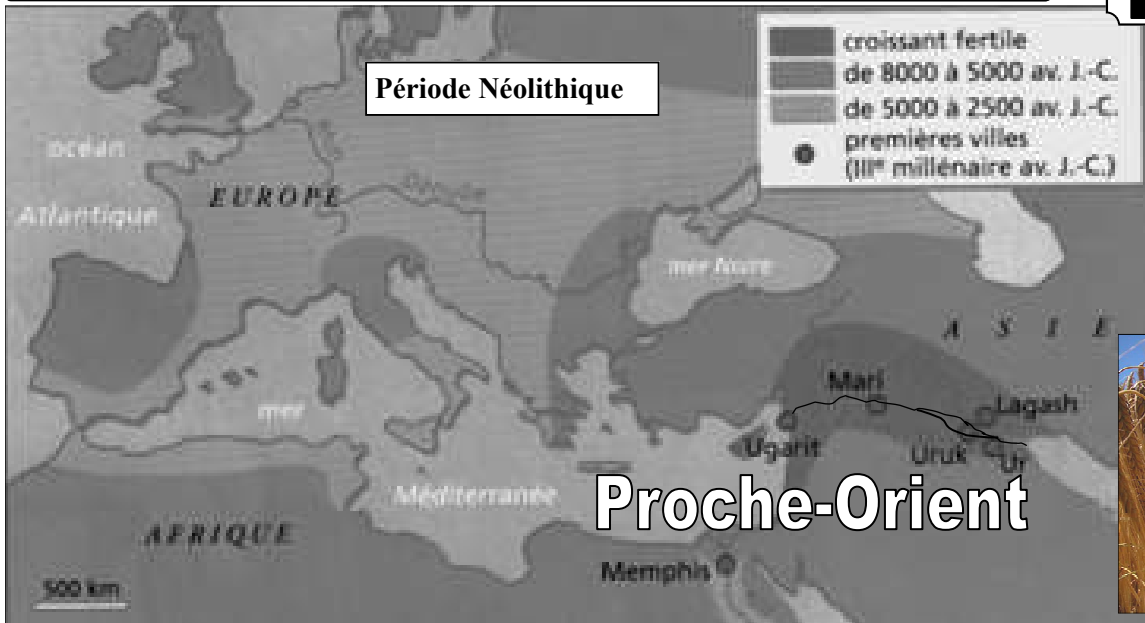 Période Néolithique
croissant fertile
de 8000 à 5000 av. J.-C.
de 5000 à 2500 av. J.-C.
premières villes
(IIIᵉ millénaire av. J.-C.)
océan
Atlantique
EUROPE
Danube
mer Noire
ASIE
Mari
Lagash
mer
Ugarit
Uruk
Ur
Méditerranée
Proche-Orient
AFRIQUE
Memphis
500 km